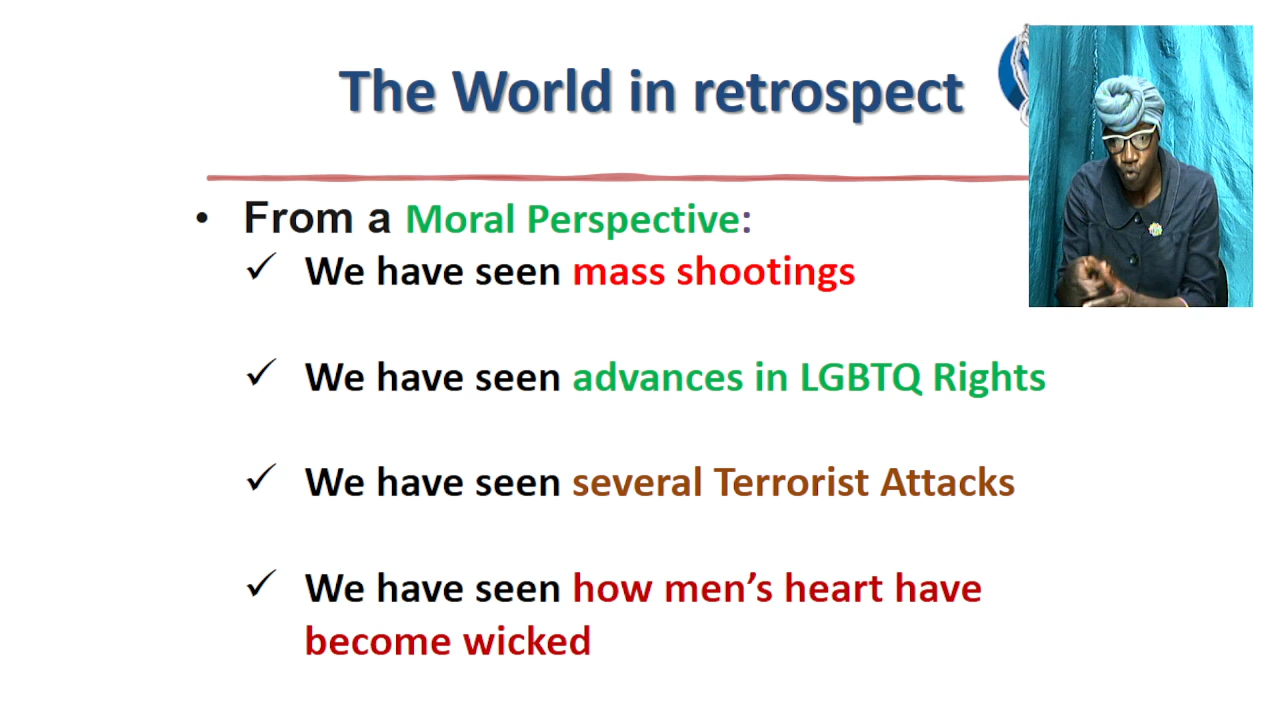 The World in retrospect
• From a Moral Perspective:
✓ We have seen mass shootings
✓ We have seen advances in LGBTQ Rights
✓ We have seen several Terrorist Attacks
✓ We have seen how men’s heart have
become wicked